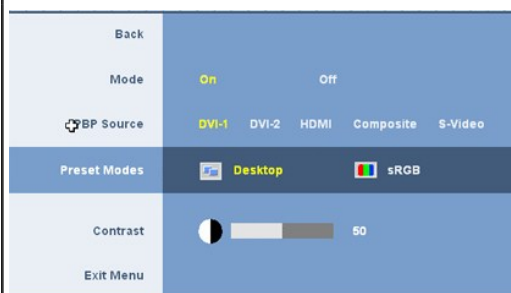 Back
Mode On Off
PBP Source DVI-1 DVI-2 HDMI Composite S-Video
Preset Modes Desktop sRGB
Contrast 50
Exit Menu